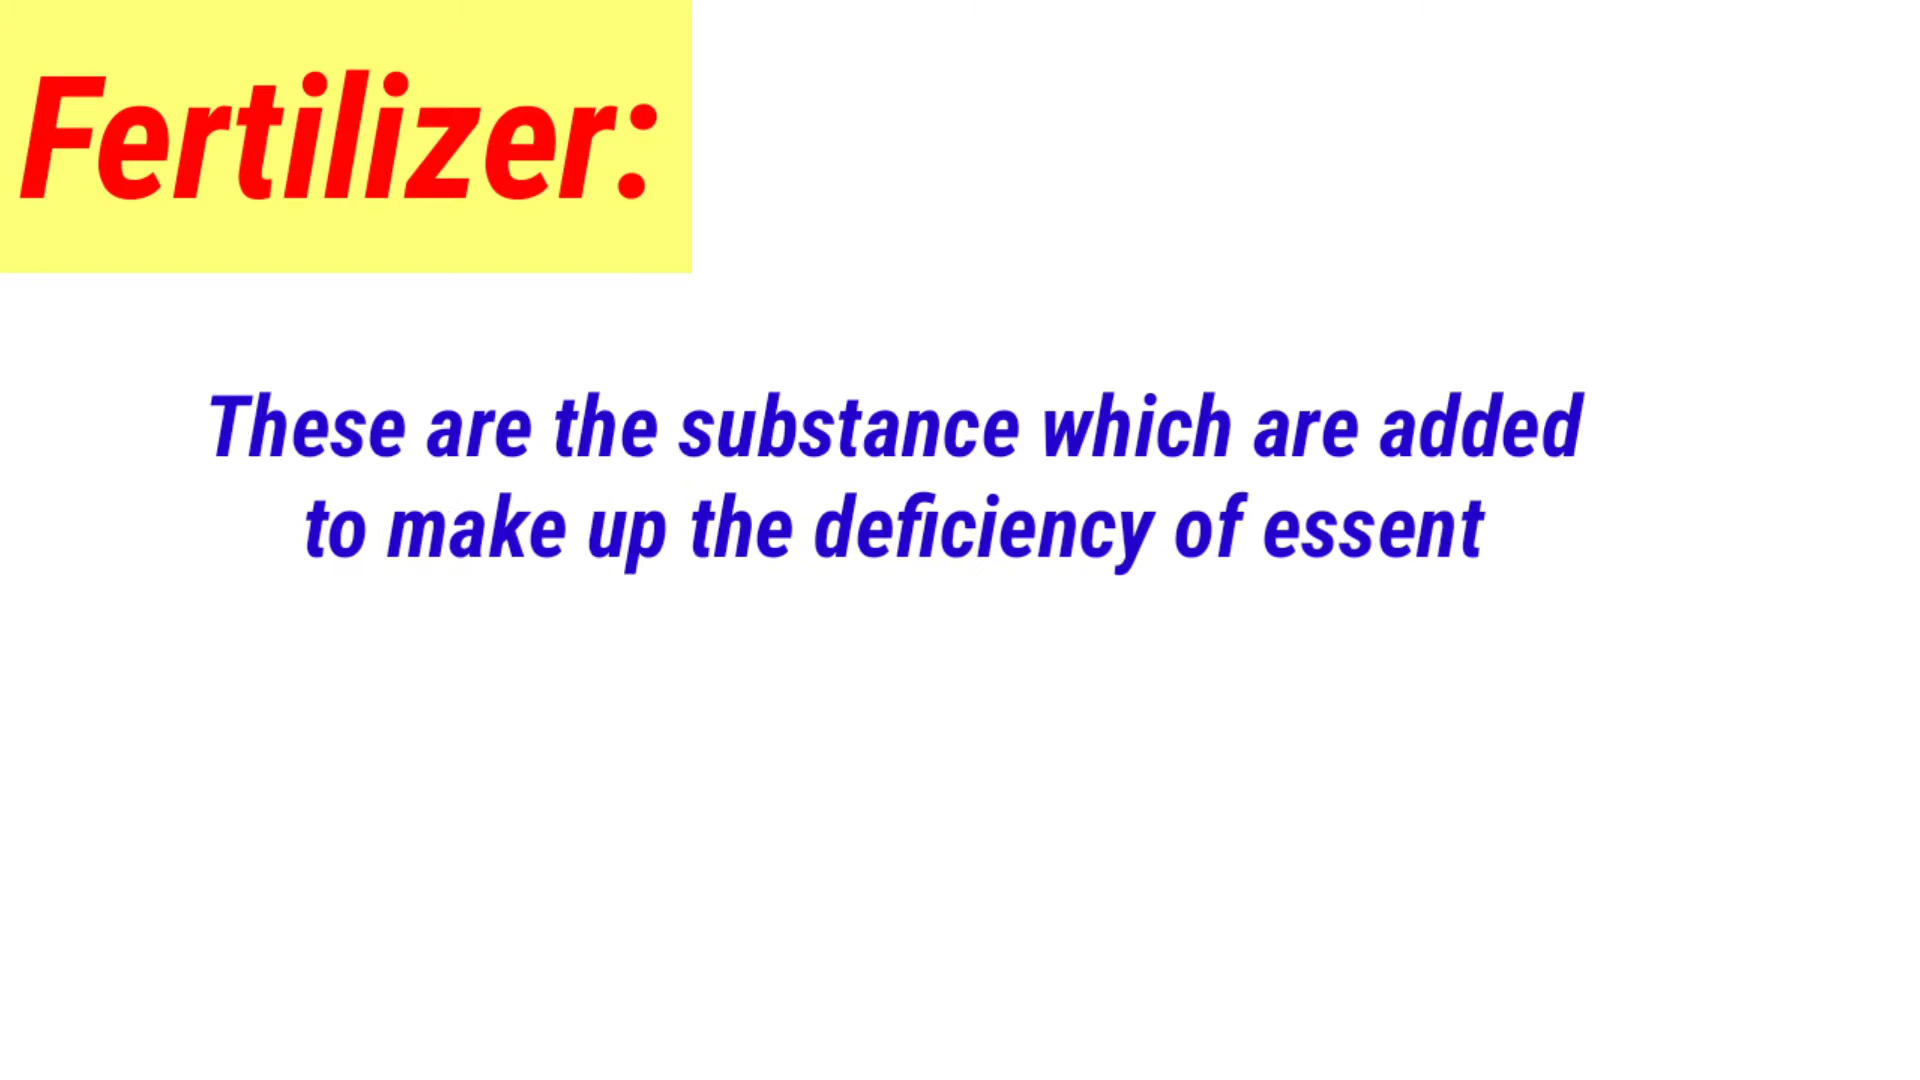 Fertilizer:
These are the substance which are added
to make up the deficiency of essent